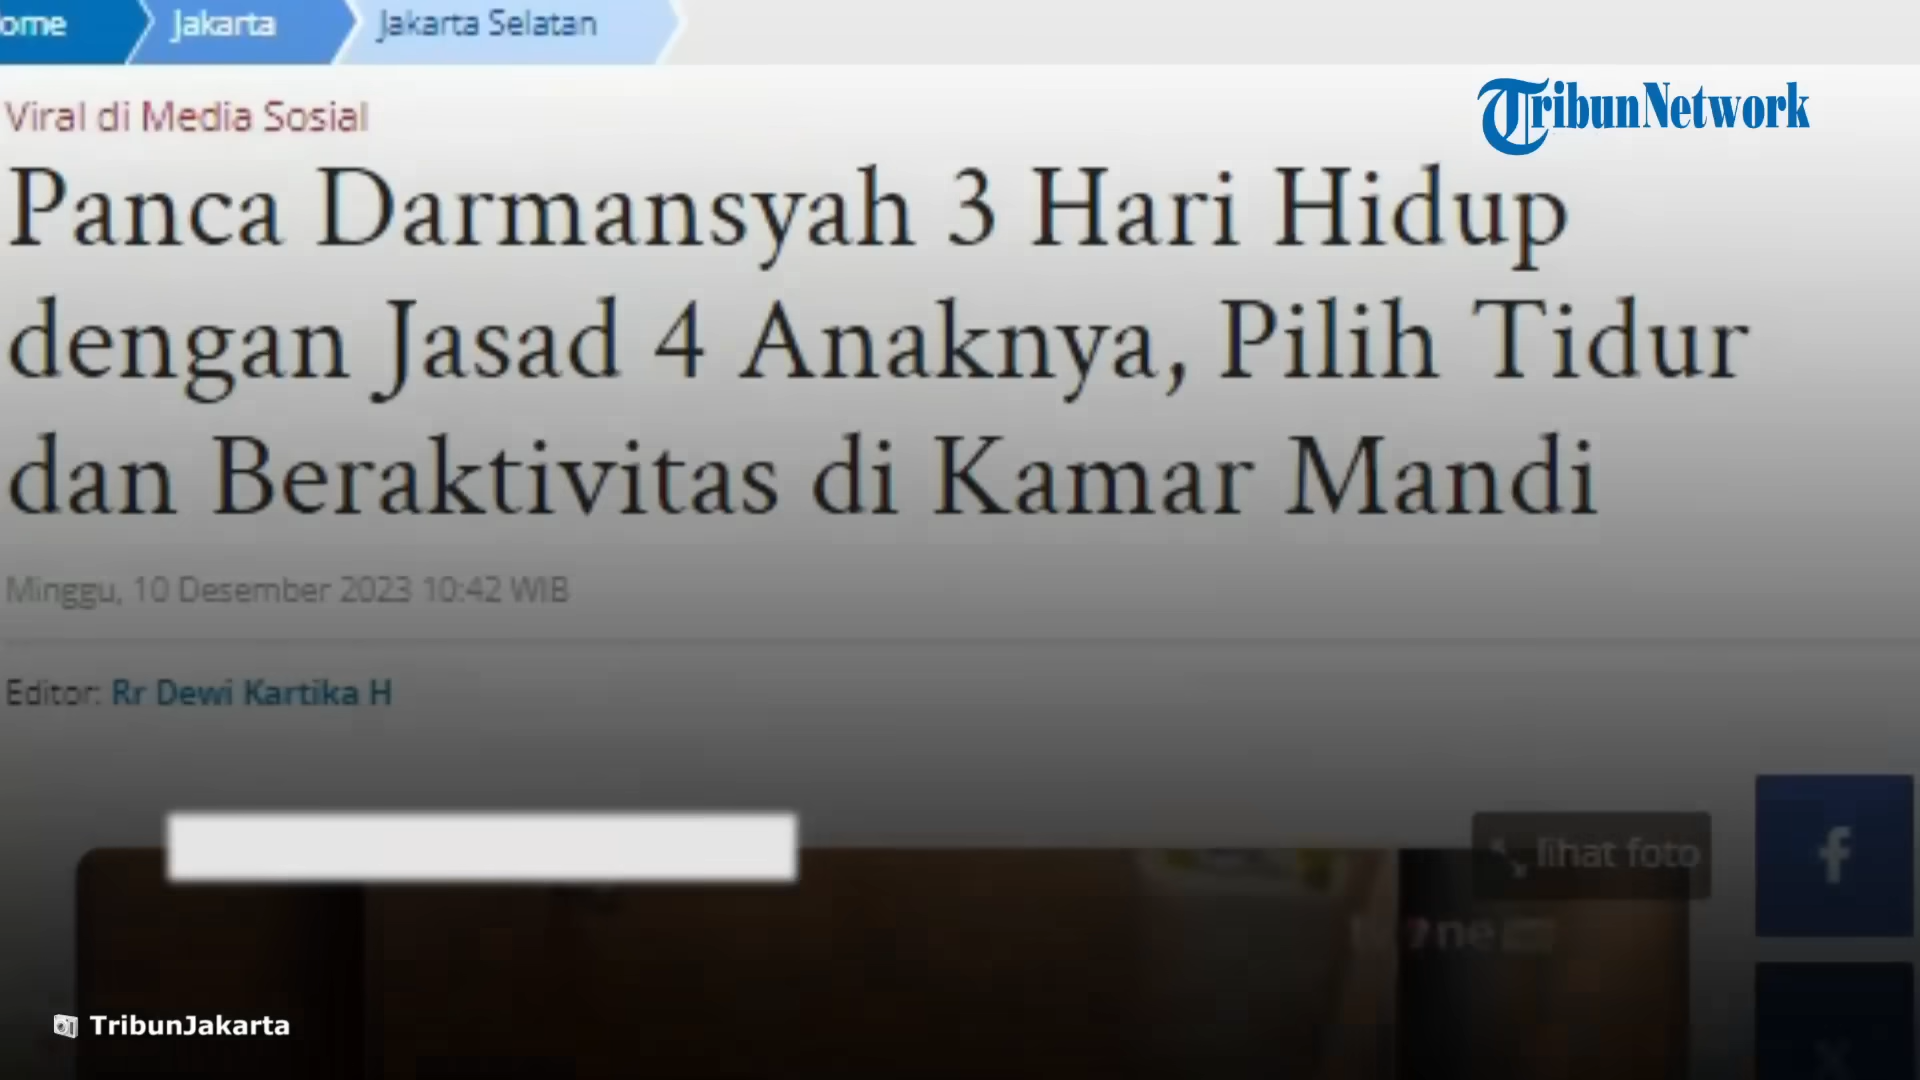 ome Jakarta Jakarta Selatan
TribunNetwork
Viral di Media Sosial
Panca Darmansyah 3 Hari Hidup
dengan Jasad 4 Anaknya, Pilih Tidur
dan Beraktivitas di Kamar Mandi
Minggu, 10 Desember 2023 10:42 WIB
Editor: Rr Dewi Kartika H
lihat foto
f
TribunJakarta